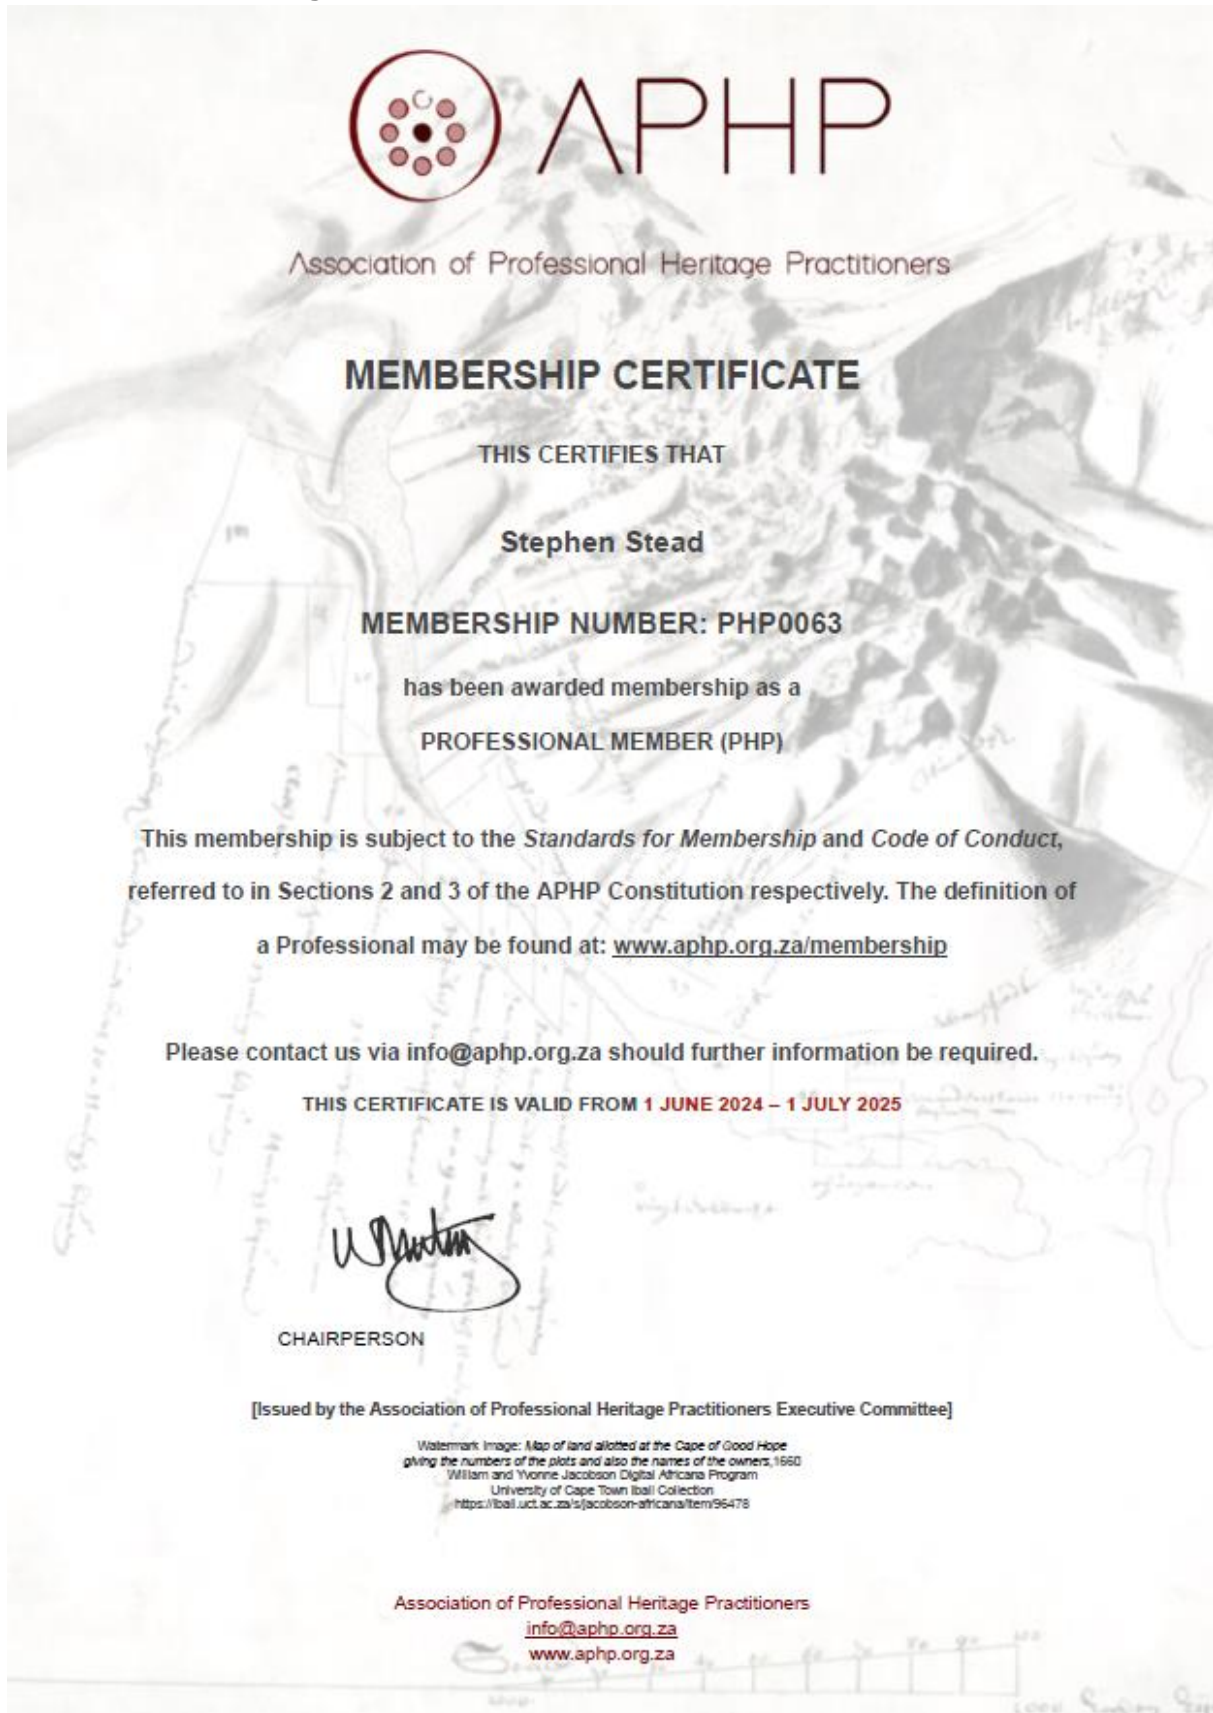 APHP
Association of Professional Heritage Practitioners
MEMBERSHIP CERTIFICATE
THIS CERTIFIES THAT
Stephen Stead
MEMBERSHIP NUMBER: PHP0063
has been awarded membership as a
PROFESSIONAL MEMBER (PHP)
This membership is subject to the Standards for Membership and Code of Conduct,
referred to in Sections 2 and 3 of the APHP Constitution respectively. The definition of
a Professional may be found at: www.aphp.org.za/membership
Please contact us via info@aphp.org.za should further information be required.
THIS CERTIFICATE IS VALID FROM 1 JUNE 2024 – 1 JULY 2025
CHAIRPERSON
[Issued by the Association of Professional Heritage Practitioners Executive Committee]
Watermark Image: Map of land allotted at the Cape of Good Hope
giving the numbers of the plots and also the names of the owners,1660
William and Yvonne Jacobson Digital Africana Program
University of Cape Town Ibali Collection
https://ibali.uct.ac.za/s/jacobson-africana/item/96478
Association of Professional Heritage Practitioners
info@aphp.org.za
www.aphp.org.za